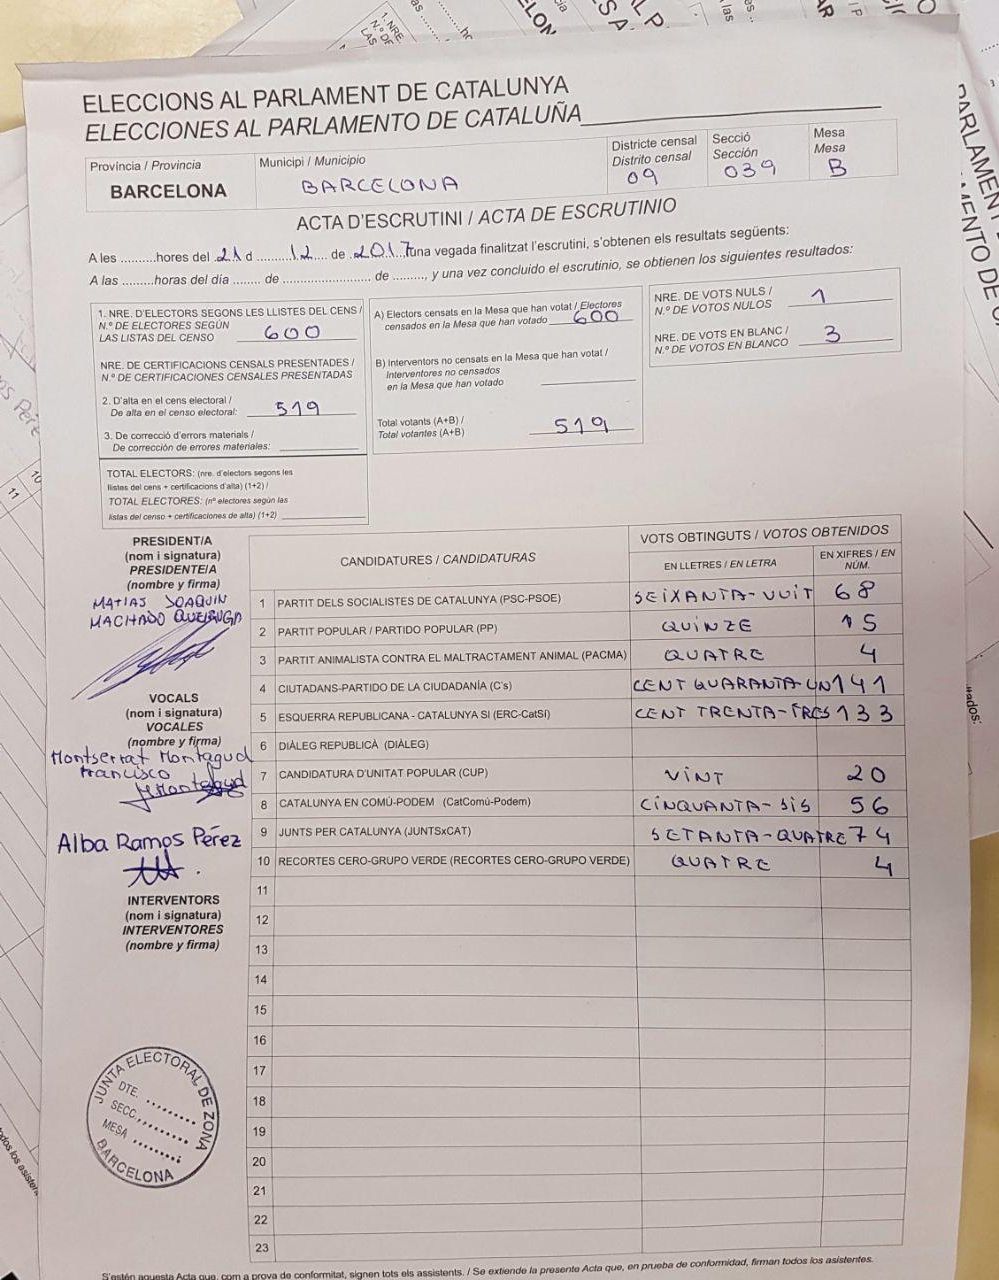 ELECCIONS AL PARLAMENT DE CATALUNYA
ELECCIONES AL PARLAMENTO DE CATALUÑA
Província / Provincia
BARCELONA
Municipi / Municipio
BARCELONA
Districte censal
Distrito censal
09
Secció
Sección
039
Mesa
Mesa
B
ACTA D'ESCRUTINI / ACTA DE ESCRUTINIO
A les .........hores del 21 d .........12... de .2017 una vegada finalitzat l'escrutini, s'obtenen els resultats següents:
A las .........horas del día ....... de ........................ de ........., y una vez concluido el escrutinio, se obtienen los siguientes resultados:
1. NRE. D'ELECTORS SEGONS LES LLISTES DEL CENS /
N.º DE ELECTORES SEGÚN
LAS LISTAS DEL CENSO 600
NRE. DE CERTIFICACIONS CENSALS PRESENTADES /
N.º DE CERTIFICACIONES CENSALES PRESENTADAS
2. D'alta en el cens electoral /
De alta en el censo electoral: 519
3. De correcció d'errors materials /
De corrección de errores materiales:
TOTAL ELECTORS: (nre. d'electors segons les
llistes del cens + certificacions d'alta) (1+2) /
TOTAL ELECTORES: (nº electores según las
listas del censo + certificaciones de alta) (1+2)
A) Electors censats en la Mesa que han votat / Electores
censados en la Mesa que han votado 600
B) Interventors no censats en la Mesa que han votat /
Interventores no censados
en la Mesa que han votado
Total votants (A+B) /
Total votantes (A+B) 519
NRE. DE VOTS NULS /
N.º DE VOTOS NULOS 1
NRE. DE VOTS EN BLANC /
N.º DE VOTOS EN BLANCO 3
PRESIDENT/A
(nom i signatura)
PRESIDENTE/A
(nombre y firma)
MATIAS JOAQUIN
MACHADO QUEIRUGA
VOCALS
(nom i signatura)
VOCALES
(nombre y firma)
Montserrat Montagud
Francisco
Alba Ramos Pérez
INTERVENTORS
(nom i signatura)
INTERVENTORES
(nombre y firma)
CANDIDATURES / CANDIDATURAS
VOTS OBTINGUTS / VOTOS OBTENIDOS
EN LLETRES / EN LETRA
EN XIFRES / EN NÚM.
1 PARTIT DELS SOCIALISTES DE CATALUNYA (PSC-PSOE) SEIXANTA-VUIT 68
2 PARTIT POPULAR / PARTIDO POPULAR (PP) QUINZE 15
3 PARTIT ANIMALISTA CONTRA EL MALTRACTAMENT ANIMAL (PACMA) QUATRE 4
4 CIUTADANS-PARTIDO DE LA CIUDADANÍA (C's) CENT QUARANTA-UN 141
5 ESQUERRA REPUBLICANA - CATALUNYA SI (ERC-CatSí) CENT TRENTA-TRES 133
6 DIÀLEG REPUBLICÀ (DIÀLEG)
7 CANDIDATURA D'UNITAT POPULAR (CUP) VINT 20
8 CATALUNYA EN COMÚ-PODEM (CatComú-Podem) CINQUANTA-SIS 56
9 JUNTS PER CATALUNYA (JUNTSxCAT) SETANTA-QUATRE 74
10 RECORTES CERO-GRUPO VERDE (RECORTES CERO-GRUPO VERDE) QUATRE 4
11
12
13
14
15
16
17
18
19
20
21
22
23
JUNTA ELECTORAL DE ZONA
DTE. ........
SECC. ........
MESA ........
BARCELONA
S'estén aquesta Acta que, com a prova de conformitat, signen tots els assistents. / Se extiende la presente Acta que, en prueba de conformidad, firman todos los asistentes.